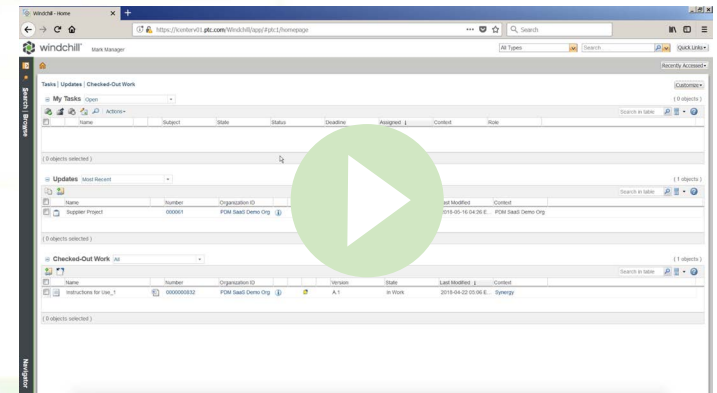 Windchill - Home
https://icenterv01.ptc.com/Windchill/app/#ptc1/homepage
Search
windchill Mark Manager
All Types Search Quick Links
Recently Accessed
Search | Browse
Tasks | Updates | Checked-Out Work Customize
My Tasks Open ( 0 objects )
Actions Search in table
Name Subject State Status Deadline Assigned Context Role
( 0 objects selected )
Updates Most Recent ( 1 objects )
Search in table
Name Number Organization ID Last Modified Context
Supplier Project 000061 PDM SaaS Demo Org 2018-05-16 04:26 E... PDM SaaS Demo Org
( 0 objects selected )
Checked-Out Work All ( 1 objects )
Search in table
Name Number Organization ID Version State Last Modified Context
Instructions for Use_1 0000000832 PDM SaaS Demo Org A.1 In Work 2018-04-22 05:06 E... Synergy
( 0 objects selected )
Navigator